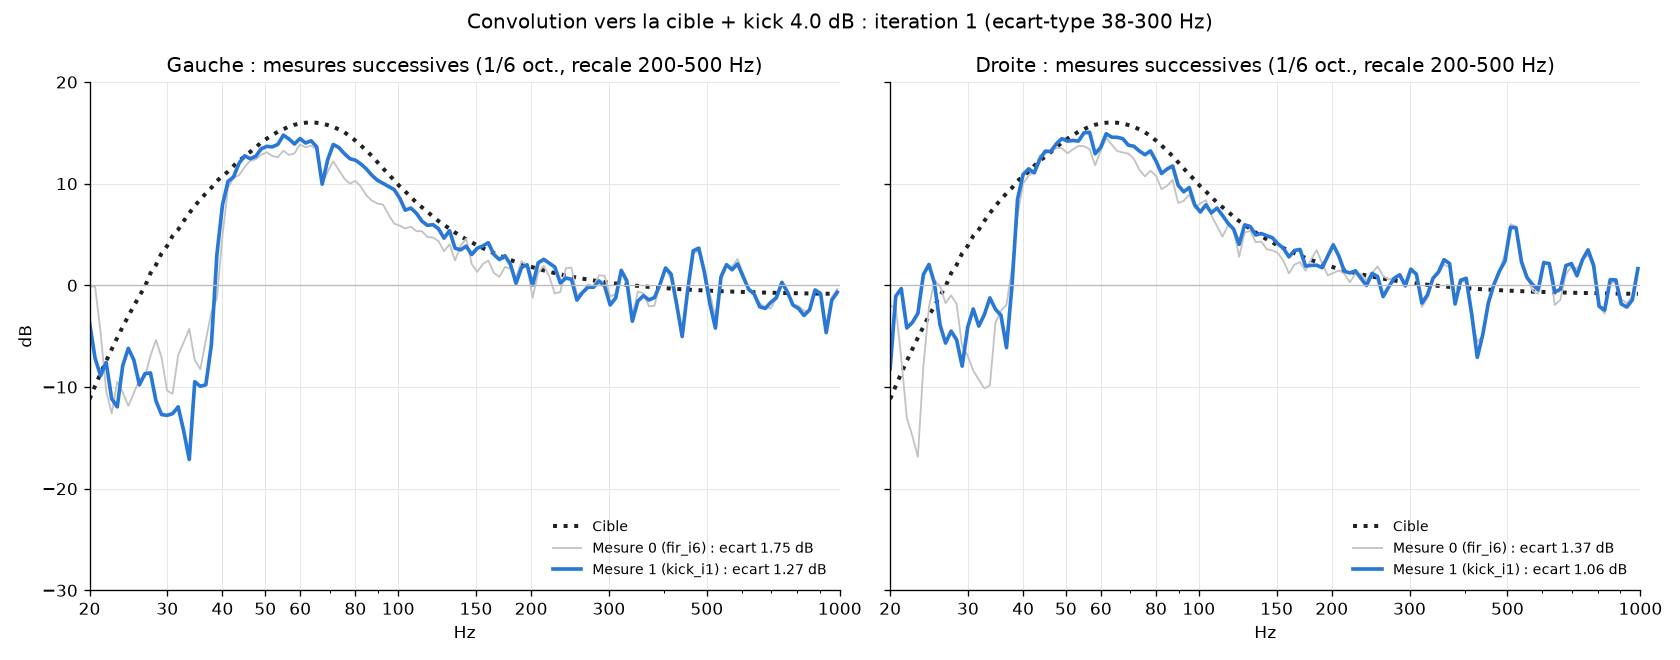 Convolution vers la cible + kick 4.0 dB : iteration 1 (ecart-type 38-300 Hz)
Gauche : mesures successives (1/6 oct., recale 200-500 Hz)
Droite : mesures successives (1/6 oct., recale 200-500 Hz)
20
10
0
−10
−20
−30
dB
Cible
Mesure 0 (fir_i6) : ecart 1.75 dB
Mesure 1 (kick_i1) : ecart 1.27 dB
Cible
Mesure 0 (fir_i6) : ecart 1.37 dB
Mesure 1 (kick_i1) : ecart 1.06 dB
20 30 40 50 60 80 100 150 200 300 500 1000
20 30 40 50 60 80 100 150 200 300 500 1000
Hz
Hz